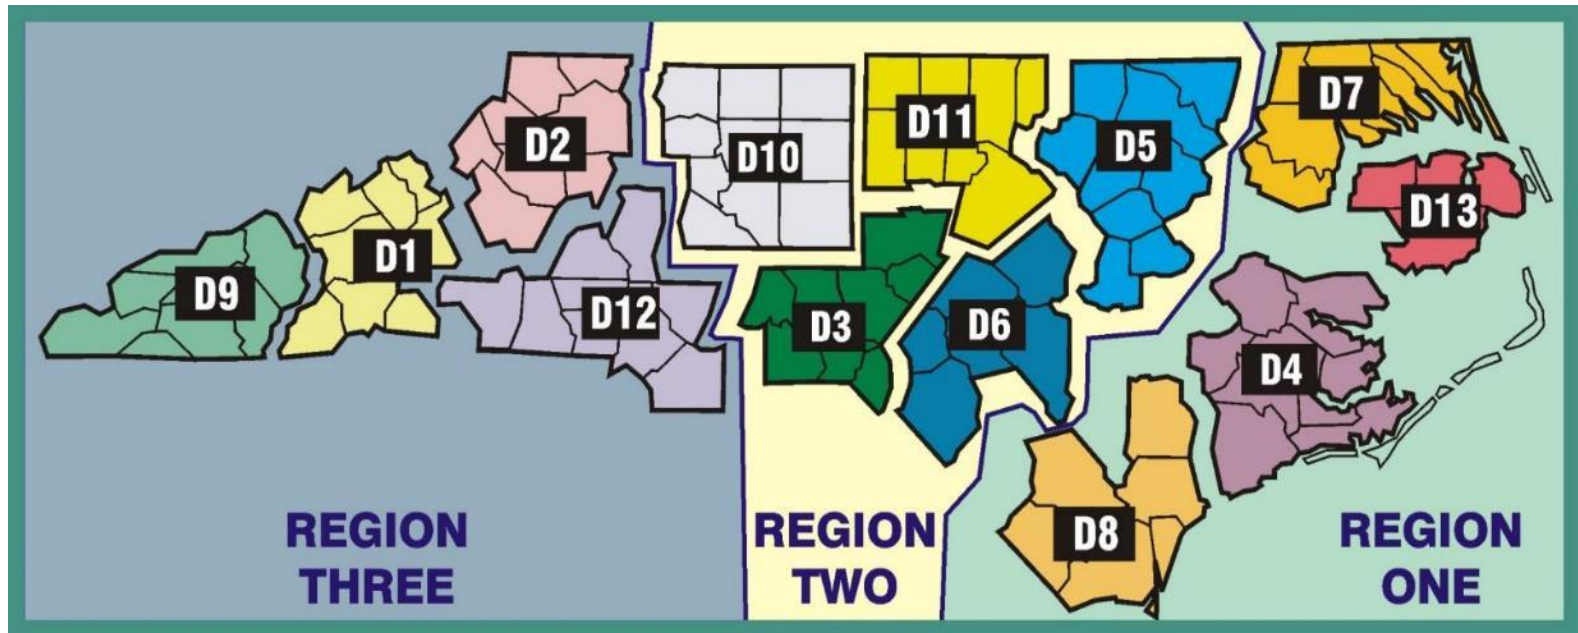 D2
D10
D11
D5
D7
D13
D9
D1
D12
D3
D6
D4
D8
REGION
THREE
REGION
TWO
REGION
ONE